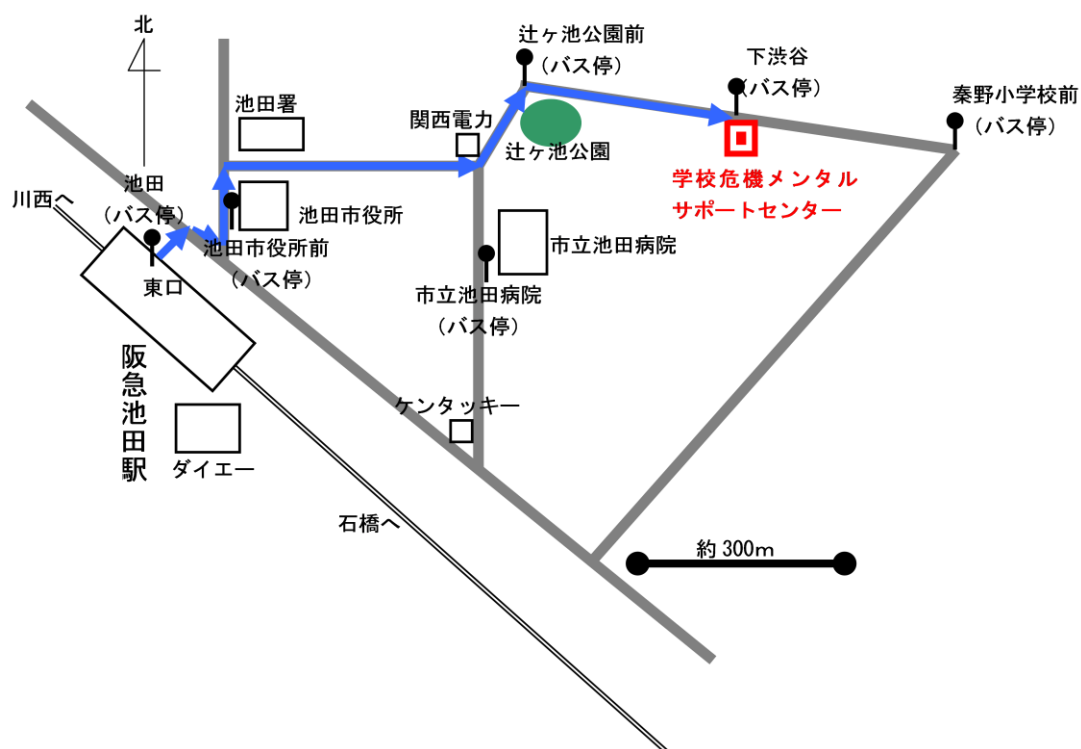 北
辻ヶ池公園前
（バス停）
下渋谷
（バス停）
秦野小学校前
（バス停）
池田署
関西電力
辻ヶ池公園
学校危機メンタル
サポートセンター
池田
（バス停）
川西へ
池田市役所
池田市役所前
（バス停）
市立池田病院
東口
市立池田病院
（バス停）
阪急池田駅
ケンタッキー
ダイエー
石橋へ
約300m